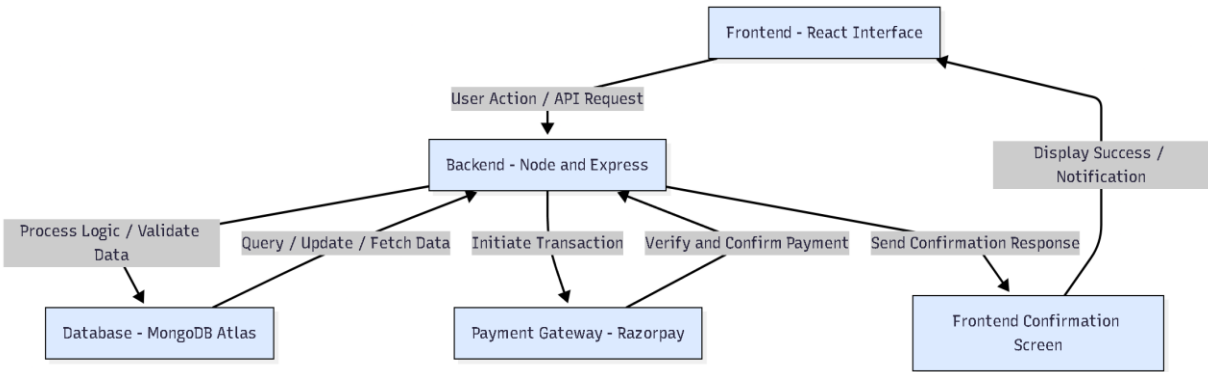 Frontend - React Interface
User Action / API Request
Backend - Node and Express
Display Success /
Notification
Process Logic / Validate
Data
Query / Update / Fetch Data
Initiate Transaction
Verify and Confirm Payment
Send Confirmation Response
Database - MongoDB Atlas
Payment Gateway - Razorpay
Frontend Confirmation
Screen